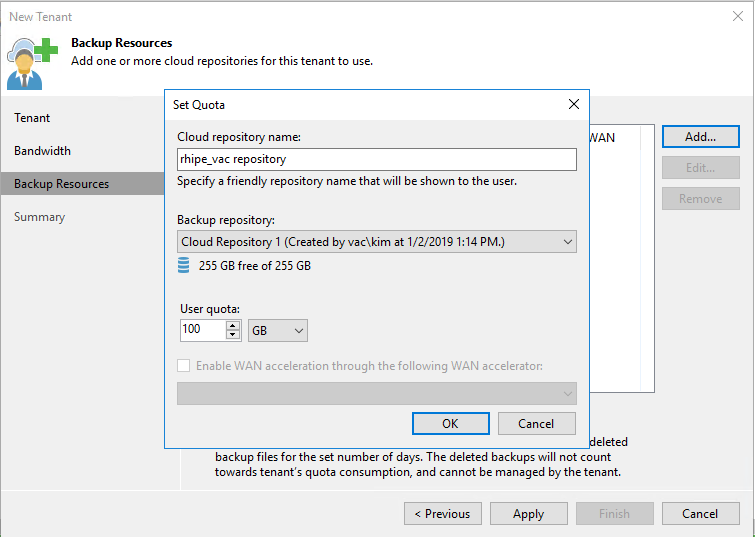 New Tenant
Backup Resources
Add one or more cloud repositories for this tenant to use.
Tenant
Bandwidth
Backup Resources
Summary
Set Quota
Cloud repository name:
rhipe_vac repository
Specify a friendly repository name that will be shown to the user.
Backup repository:
Cloud Repository 1 (Created by vac\kim at 1/2/2019 1:14 PM.)
255 GB free of 255 GB
User quota:
100
GB
Enable WAN acceleration through the following WAN accelerator:
OK
Cancel
WAN
Add...
Edit...
Remove
deleted
backup files for the set number of days. The deleted backups will not count
towards tenant's quota consumption, and cannot be managed by the tenant.
< Previous
Apply
Finish
Cancel